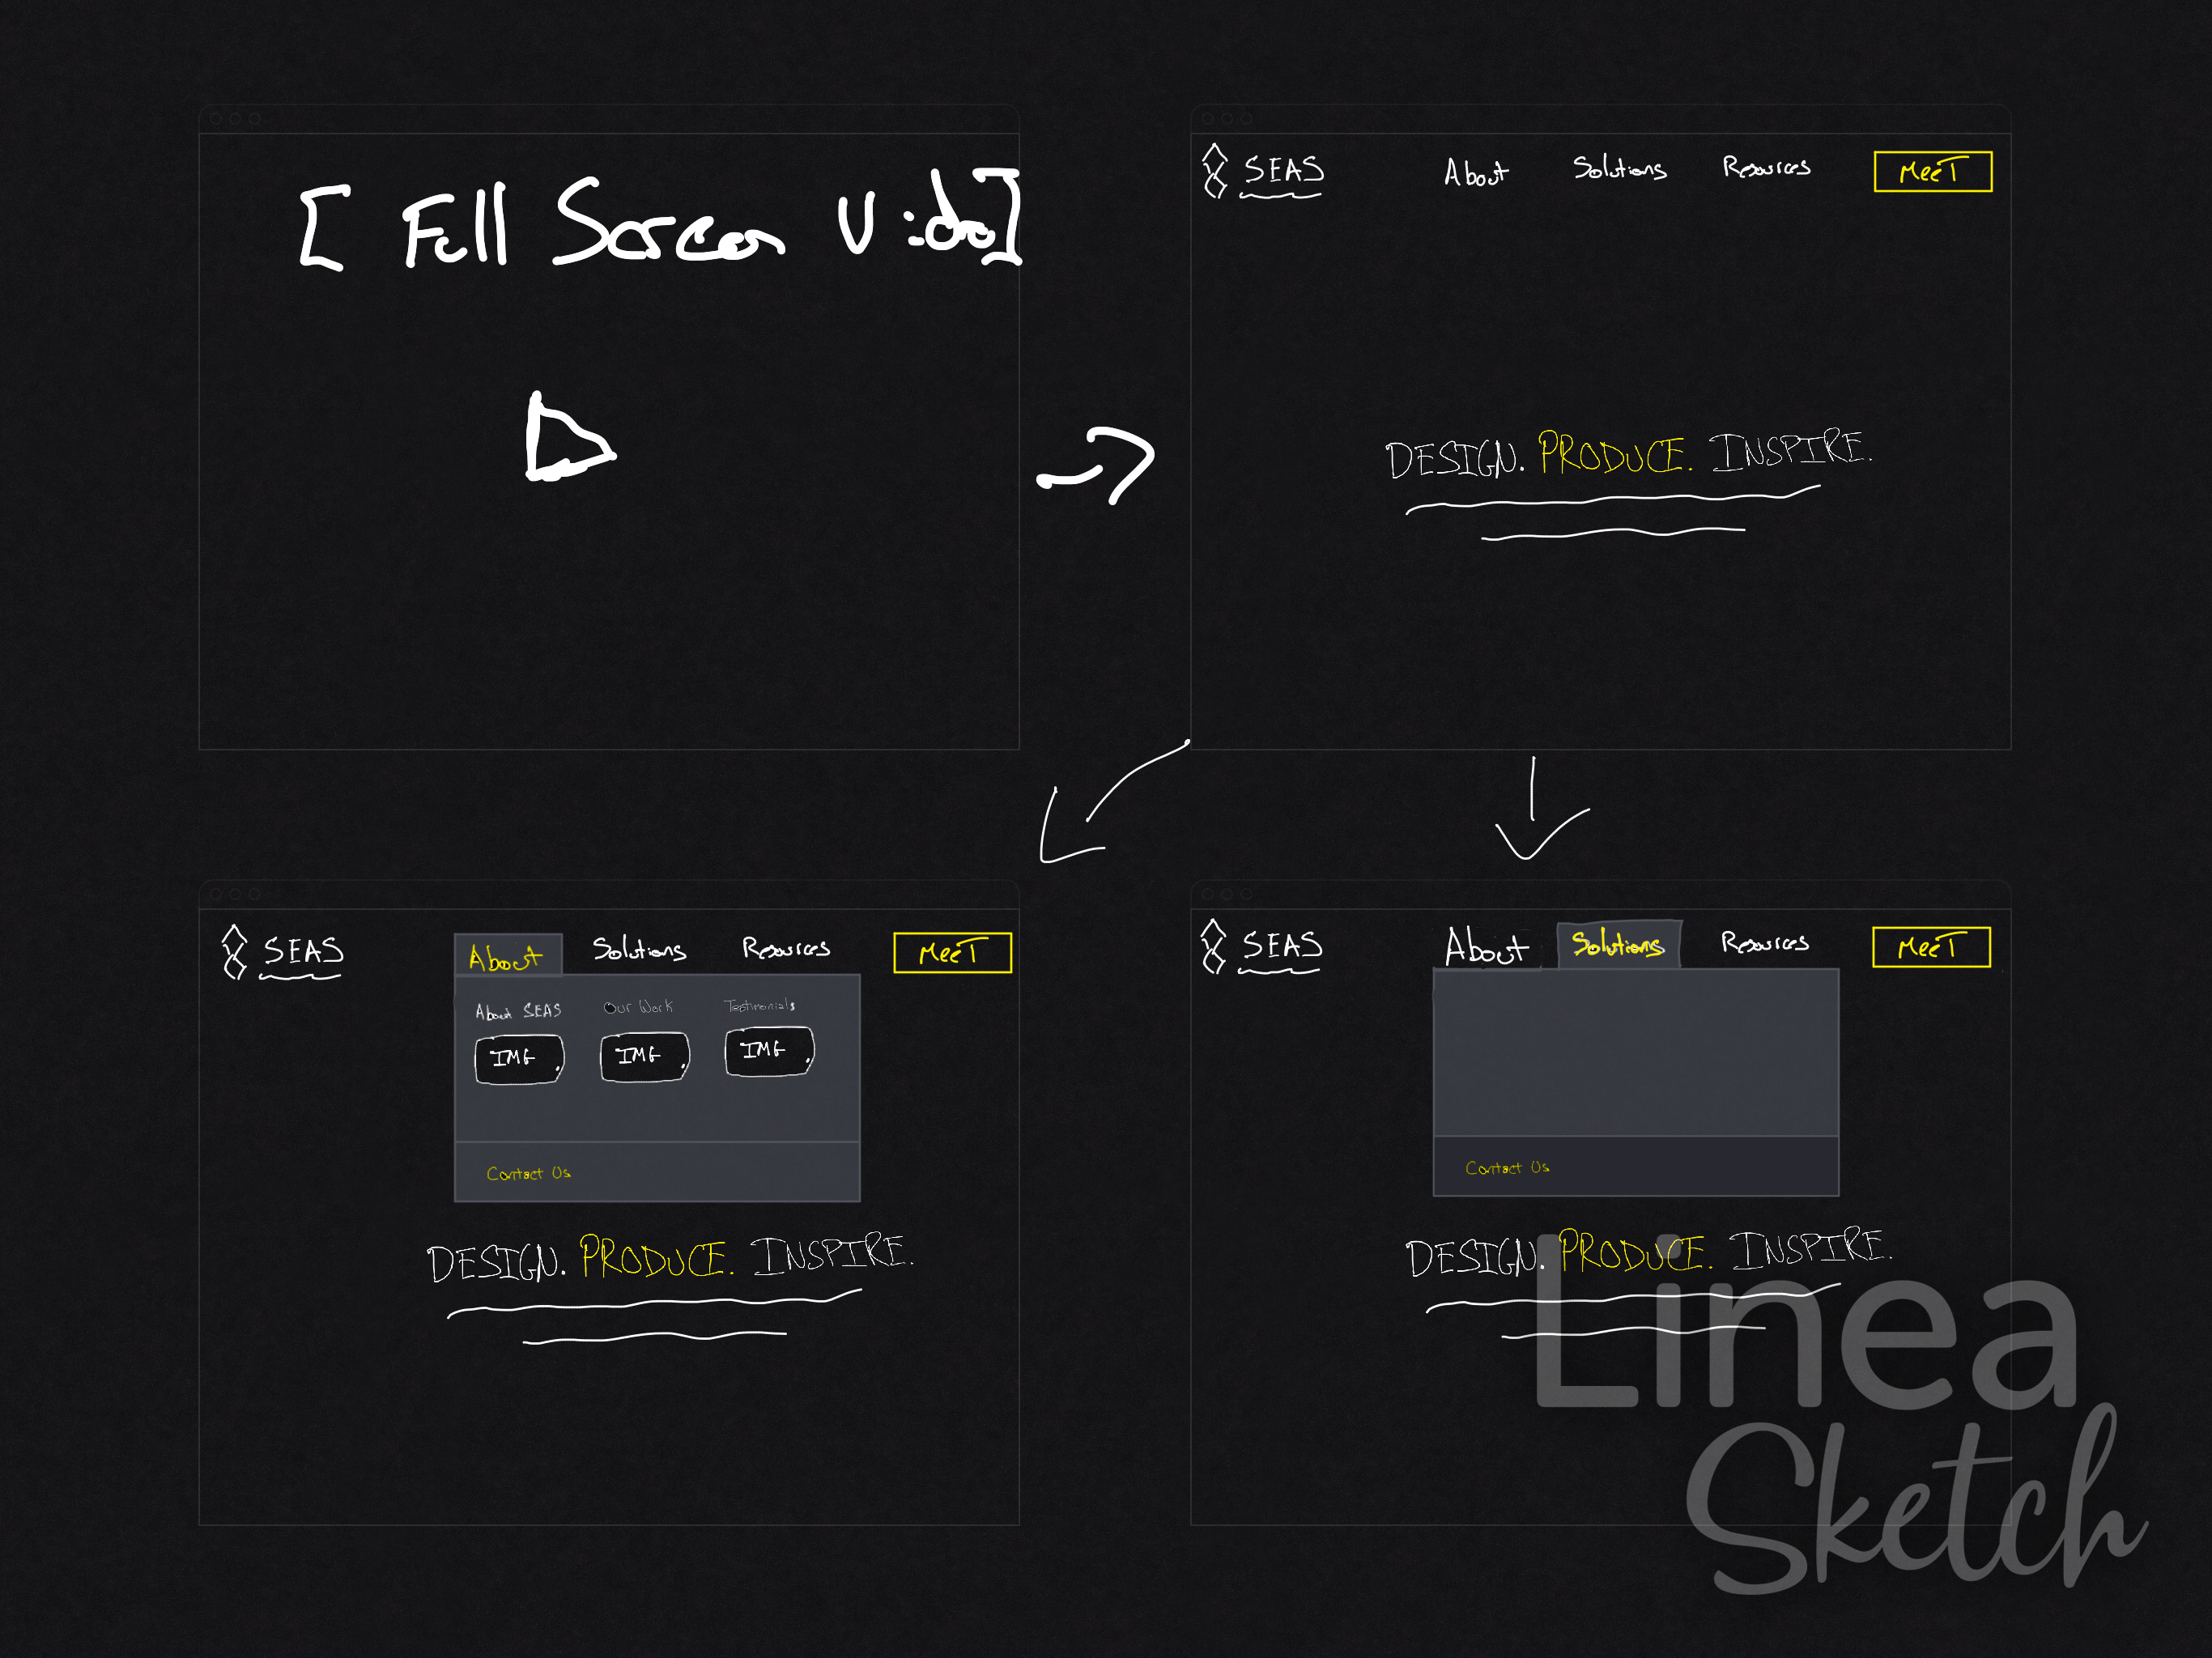 [ Full Screen Video]
SEAS About Solutions Resources MeeT
DESIGN. PRODUCE. INSPIRE.
SEAS About Solutions Resources MeeT
About SEAS Our Work Testimonials
IMG IMG IMG
Contact Us
DESIGN. PRODUCE. INSPIRE.
SEAS About Solutions Resources MeeT
Contact Us
DESIGN. PRODUCE. INSPIRE.
Linea
Sketch